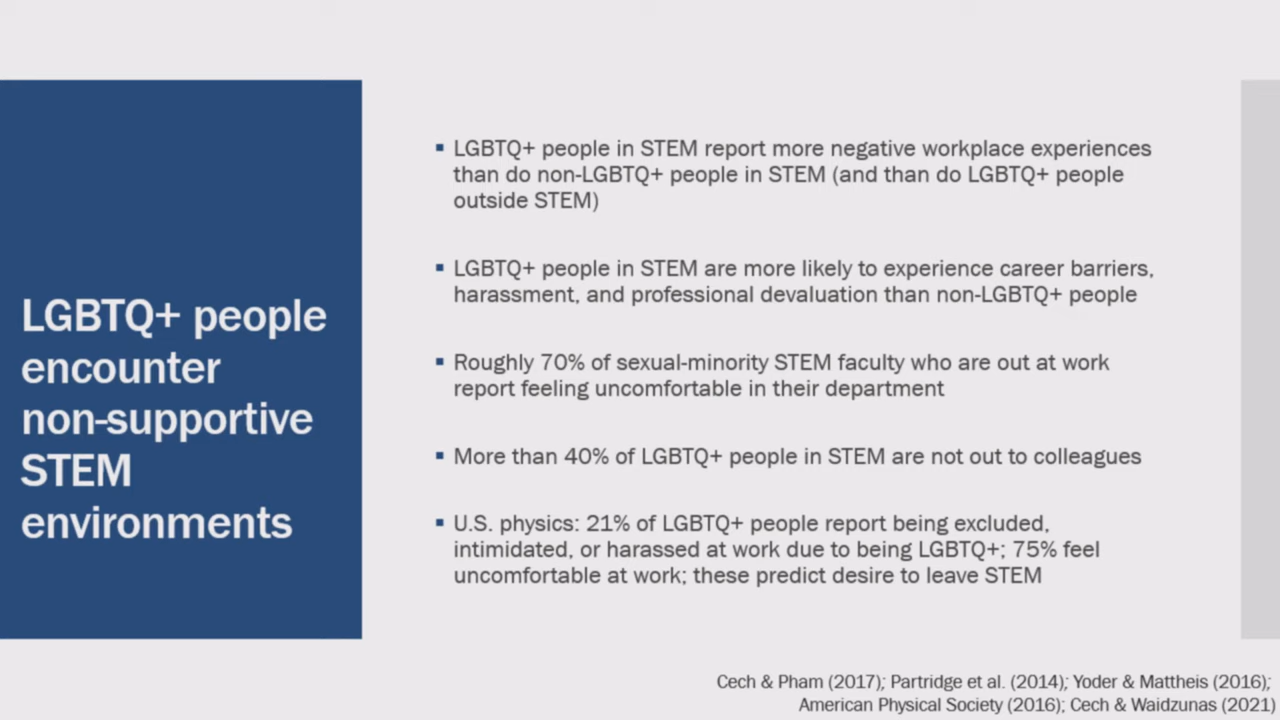 LGBTQ+ people
encounter
non-supportive
STEM
environments
▪ LGBTQ+ people in STEM report more negative workplace experiences
than do non-LGBTQ+ people in STEM (and than do LGBTQ+ people
outside STEM)
▪ LGBTQ+ people in STEM are more likely to experience career barriers,
harassment, and professional devaluation than non-LGBTQ+ people
▪ Roughly 70% of sexual-minority STEM faculty who are out at work
report feeling uncomfortable in their department
▪ More than 40% of LGBTQ+ people in STEM are not out to colleagues
▪ U.S. physics: 21% of LGBTQ+ people report being excluded,
intimidated, or harassed at work due to being LGBTQ+; 75% feel
uncomfortable at work; these predict desire to leave STEM
Cech & Pham (2017); Partridge et al. (2014); Yoder & Mattheis (2016);
American Physical Society (2016); Cech & Waidzunas (2021)